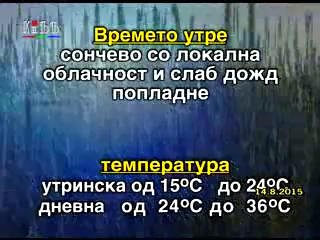 Времето утре
сончево со локална
облачност и слаб дожд
попладне
температура
утринска од 15ºC до 24ºC
14.8.2015
дневна од 24ºC до 36ºC